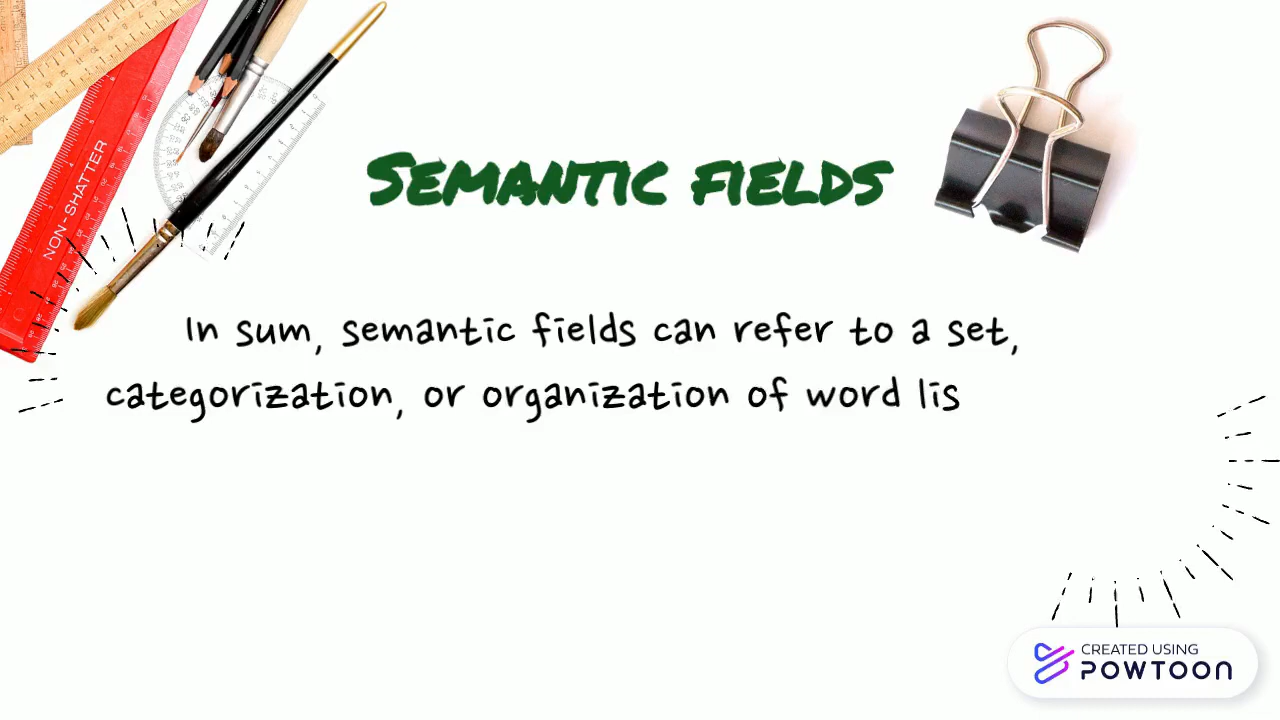 NON-SHATTER
SEMANTIC FIELDS
In sum, semantic fields can refer to a set,
categorization, or organization of word lis
CREATED USING
POWTOON